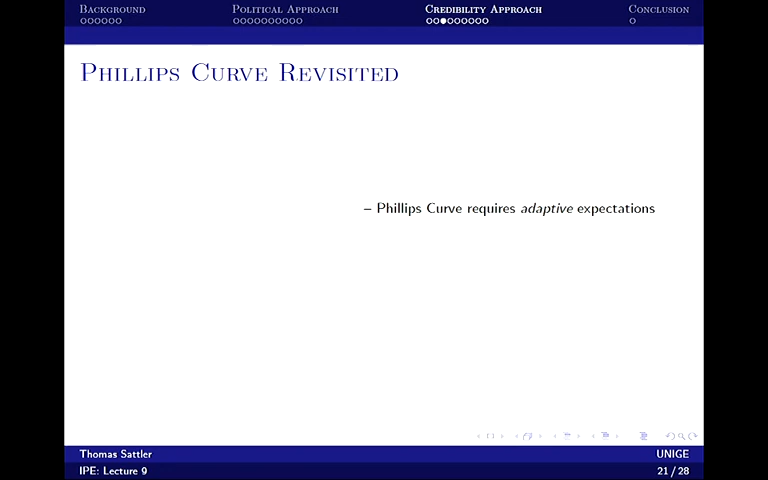 Background Political Approach Credibility Approach Conclusion
Phillips Curve Revisited
– Phillips Curve requires adaptive expectations
Thomas Sattler UNIGE
IPE: Lecture 9 21 / 28